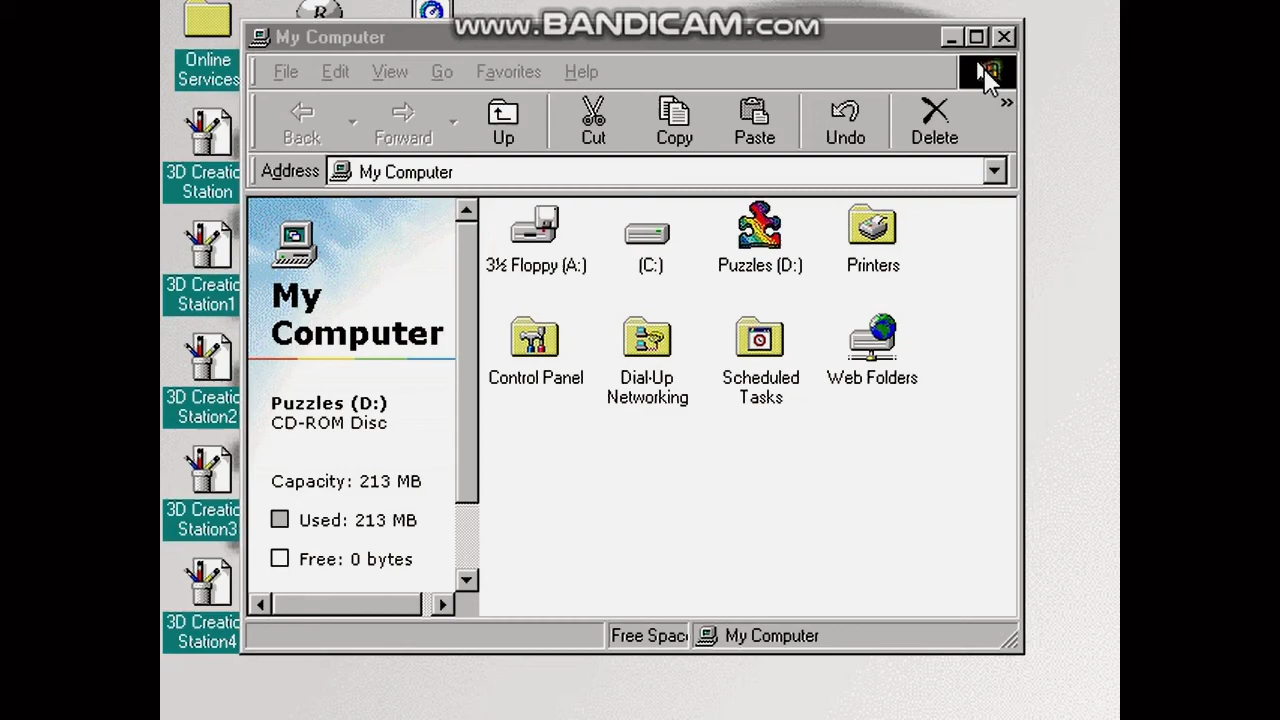 www.BANDICAM.com
My Computer
File Edit View Go Favorites Help
Back Forward Up Cut Copy Paste Undo Delete
Address My Computer
Online
Services
3D Creatic
Station
3D Creatic
Station1
3D Creatic
Station2
3D Creatic
Station3
3D Creatic
Station4
My
Computer
Puzzles (D:)
CD-ROM Disc
Capacity: 213 MB
Used: 213 MB
Free: 0 bytes
3½ Floppy (A:) (C:) Puzzles (D:) Printers
Control Panel Dial-Up
Networking Scheduled
Tasks Web Folders
Free Spac My Computer